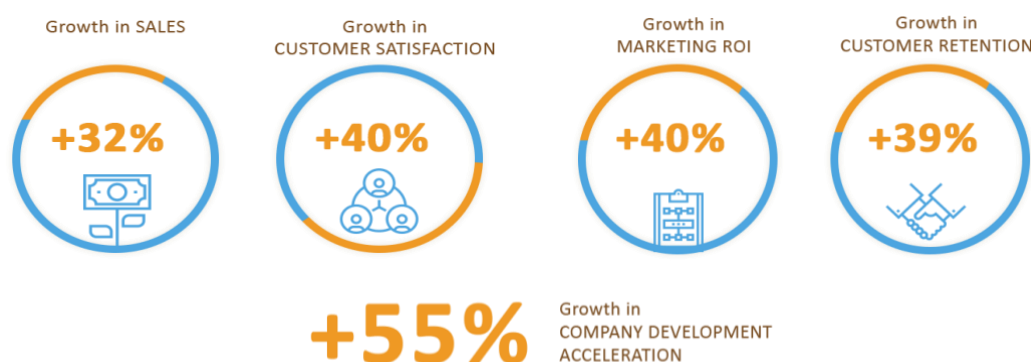 Growth in SALES
+32%
Growth in
CUSTOMER SATISFACTION
+40%
Growth in
MARKETING ROI
+40%
Growth in
CUSTOMER RETENTION
+39%
+55%
Growth in
COMPANY DEVELOPMENT
ACCELERATION